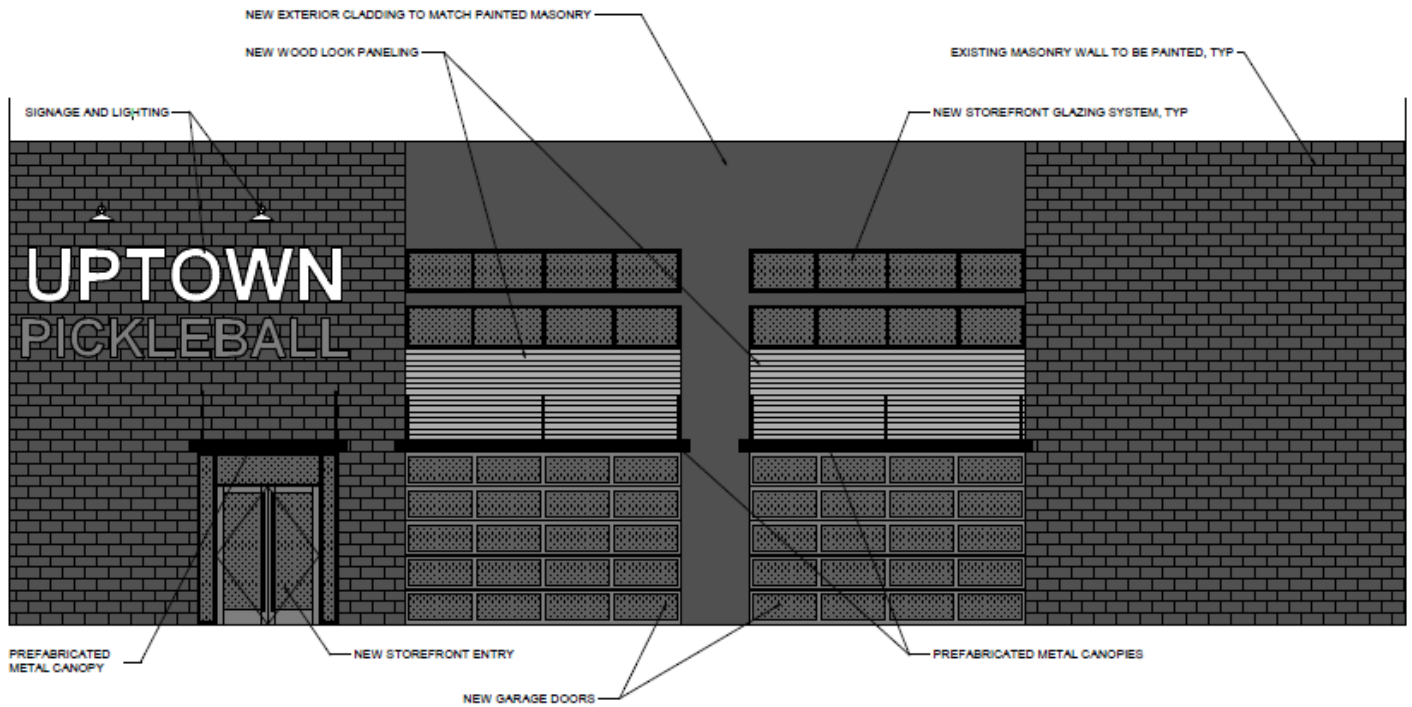 NEW EXTERIOR CLADDING TO MATCH PAINTED MASONRY
NEW WOOD LOOK PANELING
EXISTING MASONRY WALL TO BE PAINTED, TYP
SIGNAGE AND LIGHTING
NEW STOREFRONT GLAZING SYSTEM, TYP
UPTOWN
PICKLEBALL
PREFABRICATED
METAL CANOPY
NEW STOREFRONT ENTRY
PREFABRICATED METAL CANOPIES
NEW GARAGE DOORS